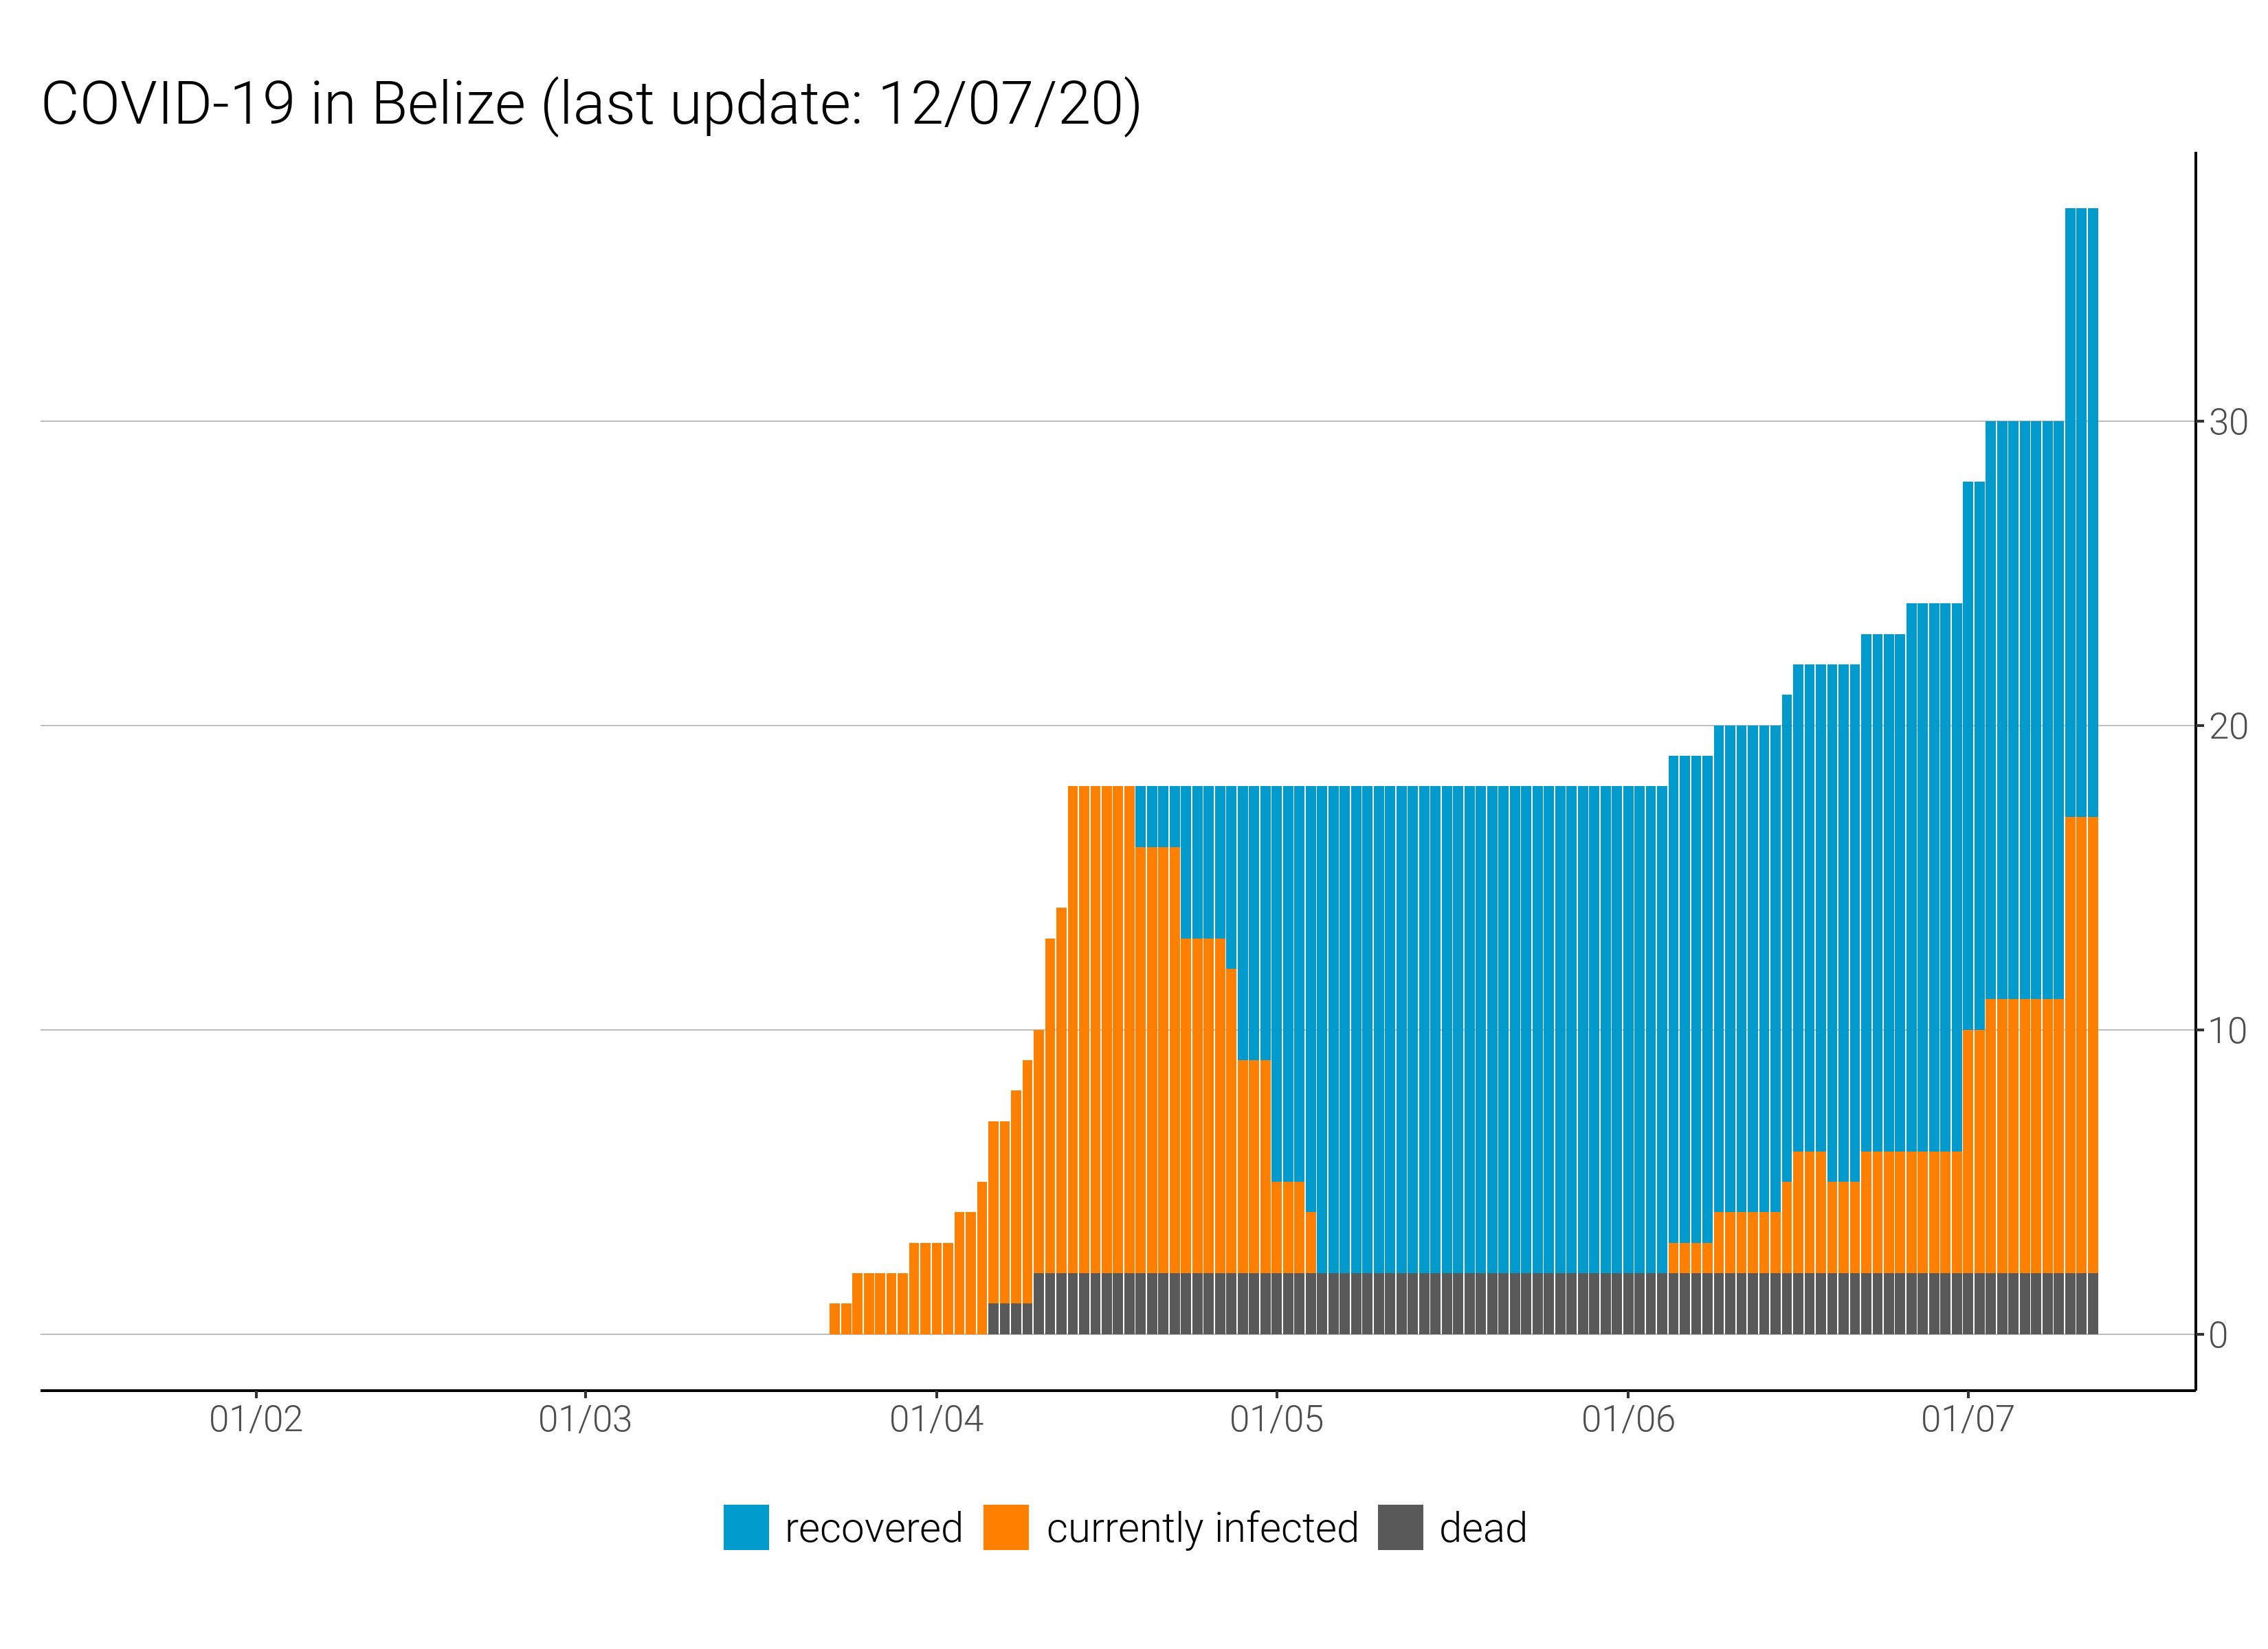 COVID-19 in Belize (last update: 12/07/20)
30
20
10
0
01/02 01/03 01/04 01/05 01/06 01/07
recovered currently infected dead